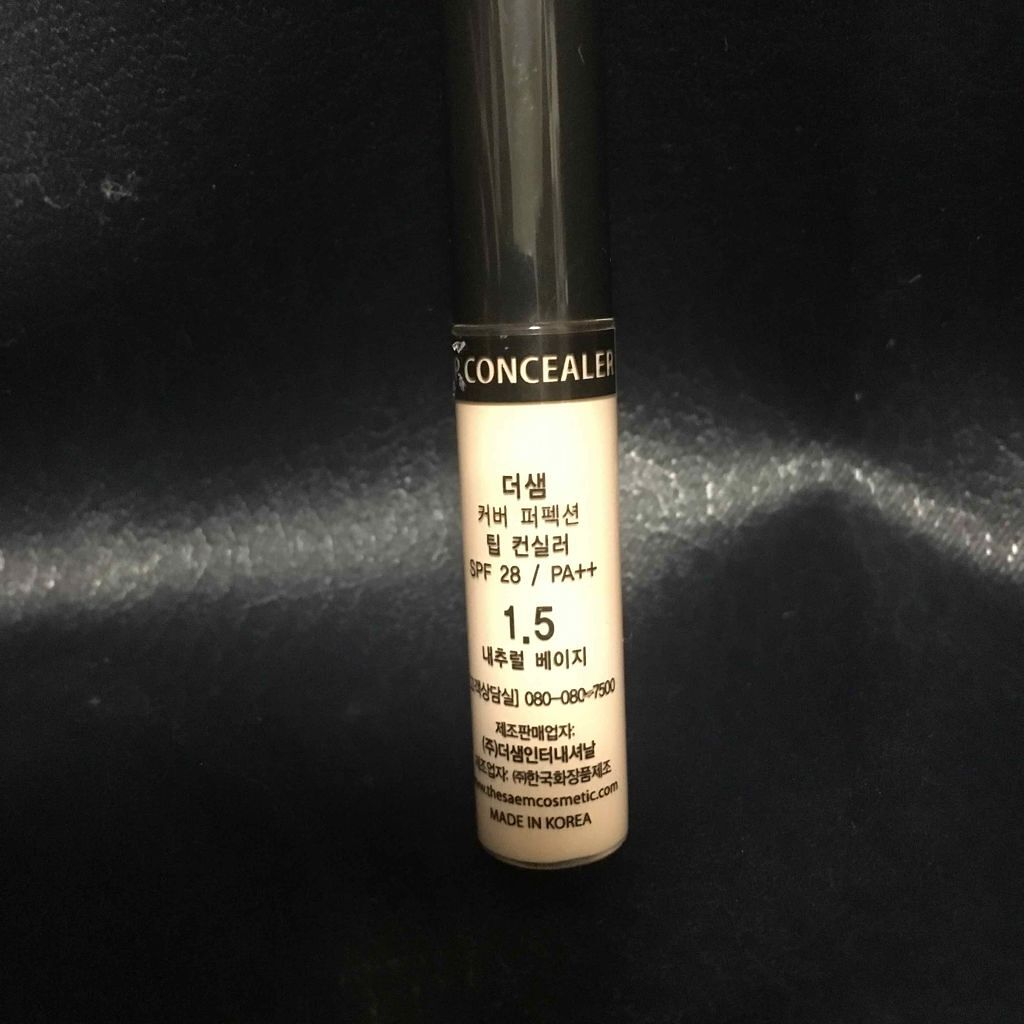 CONCEALER
더샘
커버 퍼펙션
팁 컨실러
SPF 28 / PA++
1.5
내추럴 베이지
080-080-7500
제조판매업자:
(주)더샘인터내셔날
㈜한국화장품제조
www.thesaemcosmetic.com
MADE IN KOREA